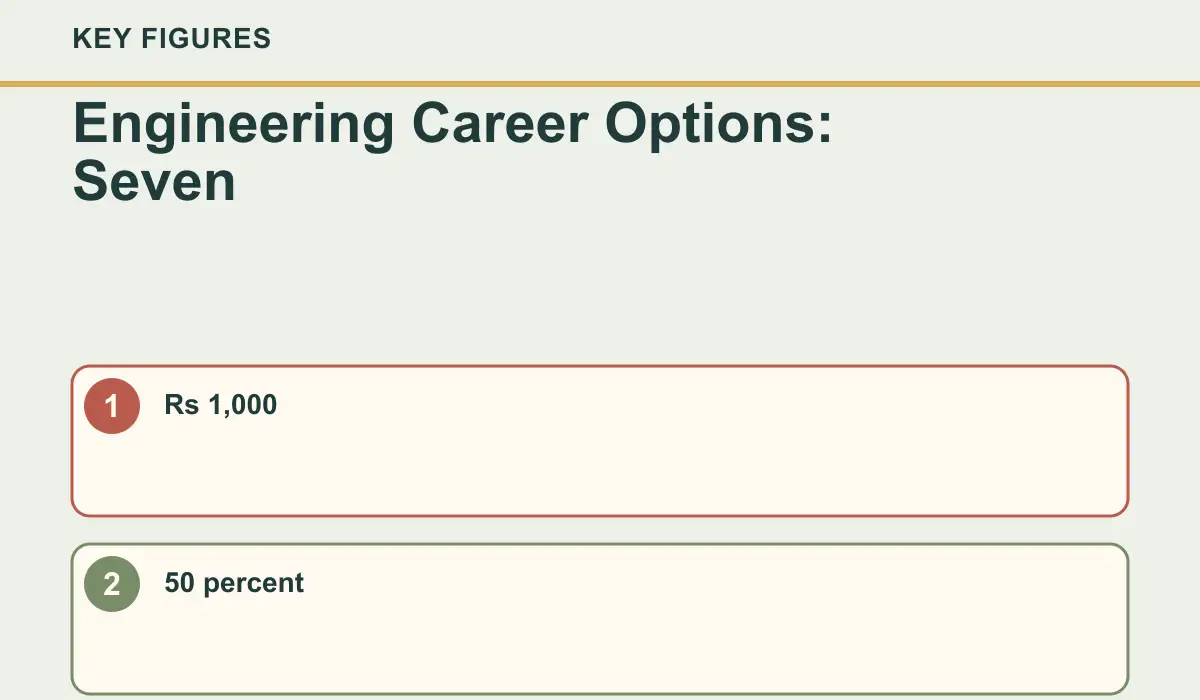 KEY FIGURES
Engineering Career Options:
Seven
1
Rs 1,000
2
50 percent